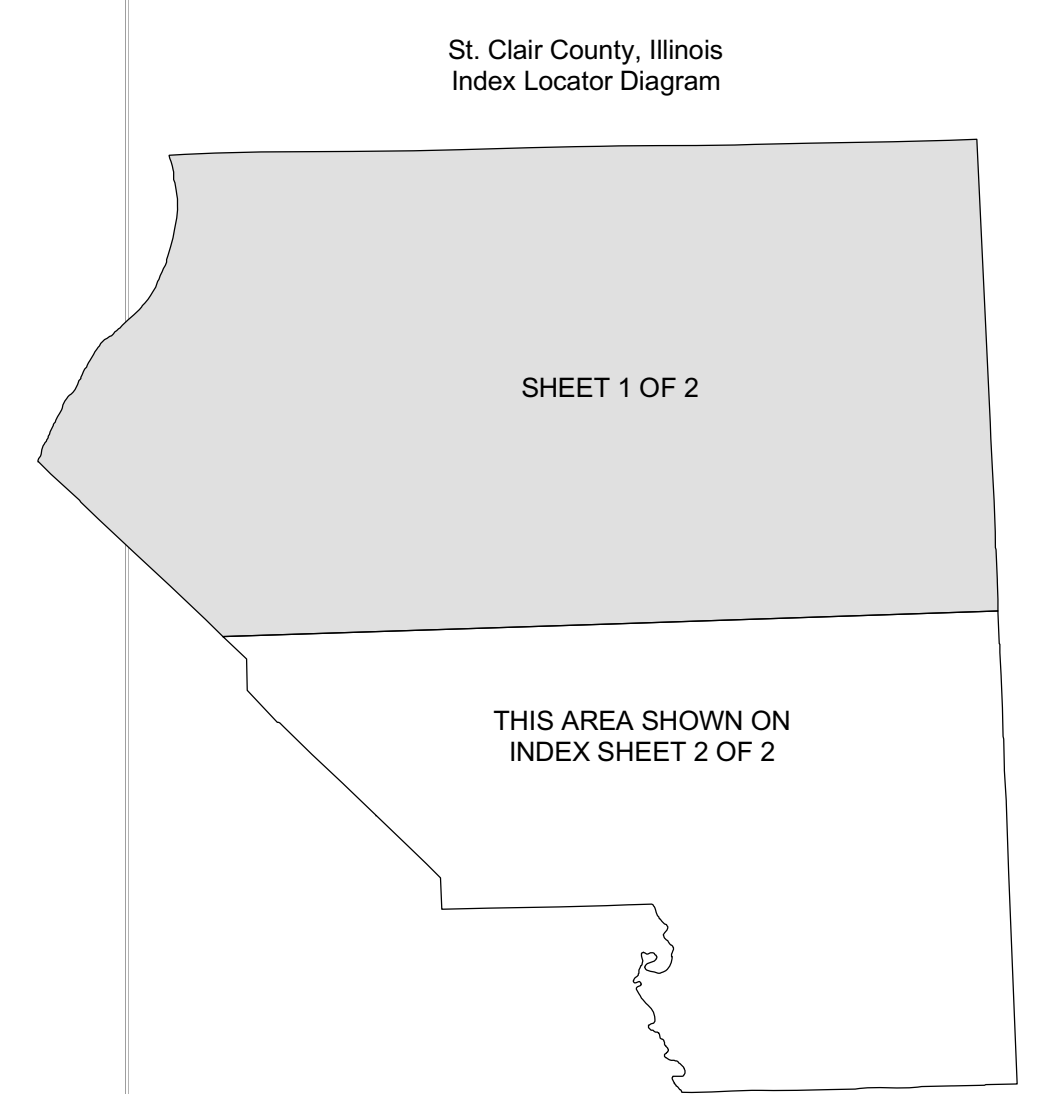 St. Clair County, Illinois
Index Locator Diagram
SHEET 1 OF 2
THIS AREA SHOWN ON
INDEX SHEET 2 OF 2